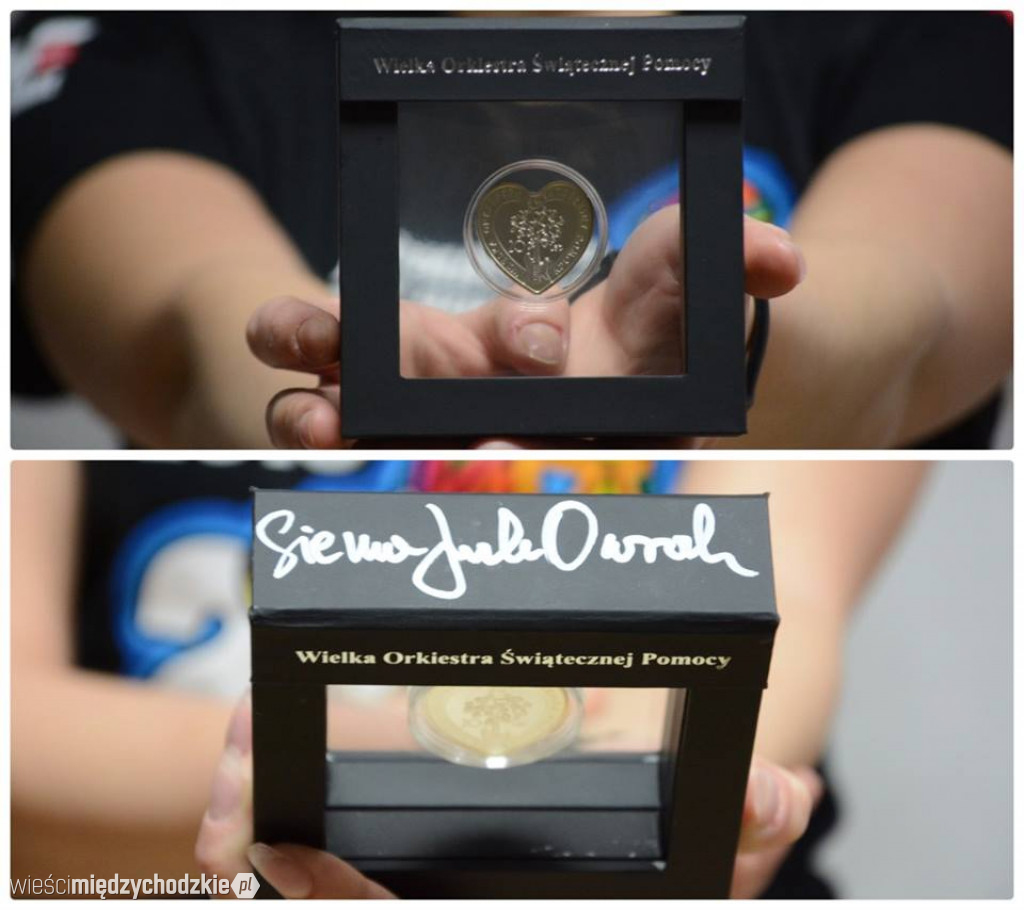 Wielka Orkiestra Świątecznej Pomocy
Siema Jurek Owsiak
Wielka Orkiestra Świątecznej Pomocy
wieścimiędzychodzkie.pl